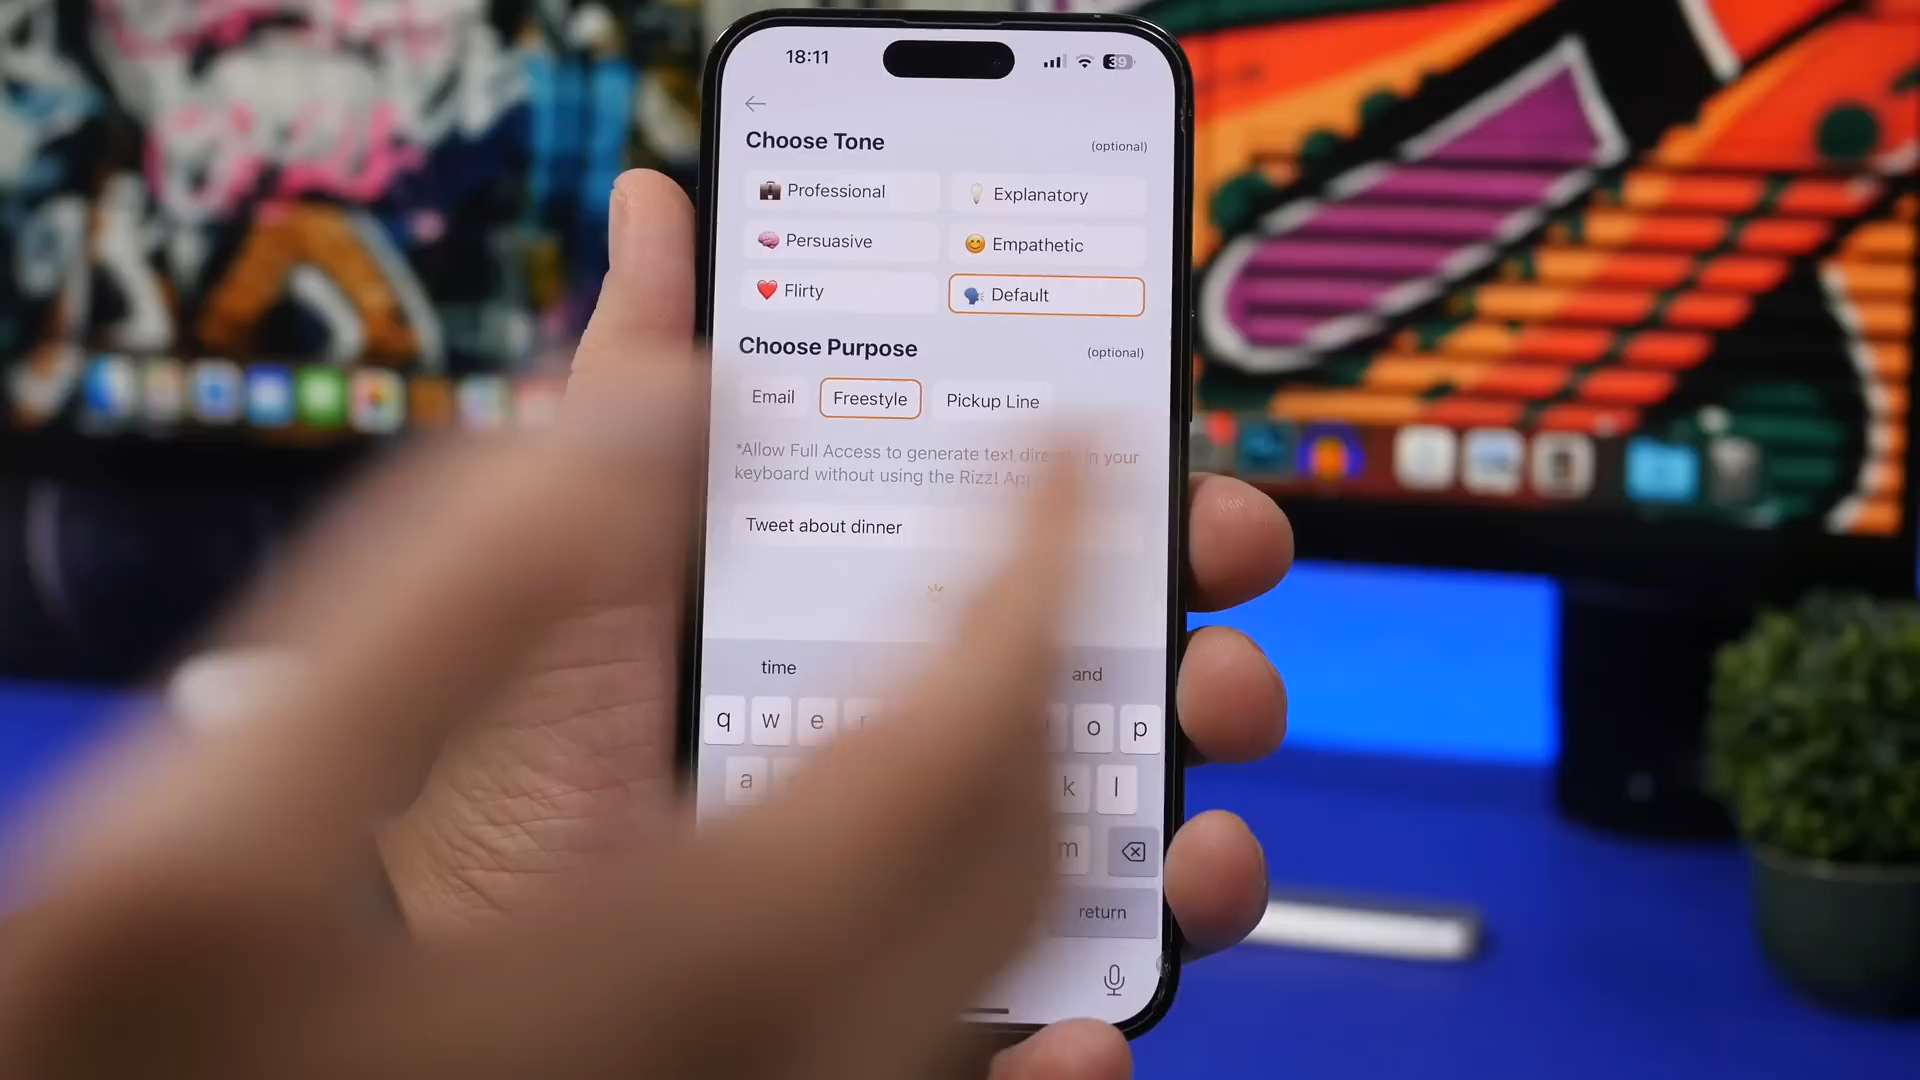 18:11
39
Choose Tone
(optional)
Professional
Explanatory
Persuasive
Empathetic
Flirty
Default
Choose Purpose
(optional)
Email
Freestyle
Pickup Line
*Allow Full Access to generate text directly in your
keyboard without using the Rizz! App
Tweet about dinner
time
and
q w e r o p
a k l
m
return